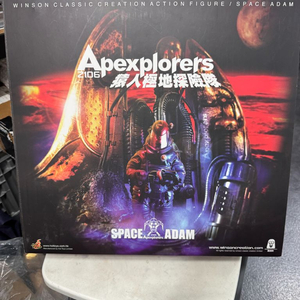 WINSON CLASSIC CREATION ACTION FIGURE / SPACE ADAM
Apexplorers
2106
猿人極地探險隊
SPACE ADAM
www.winsoncreation.com